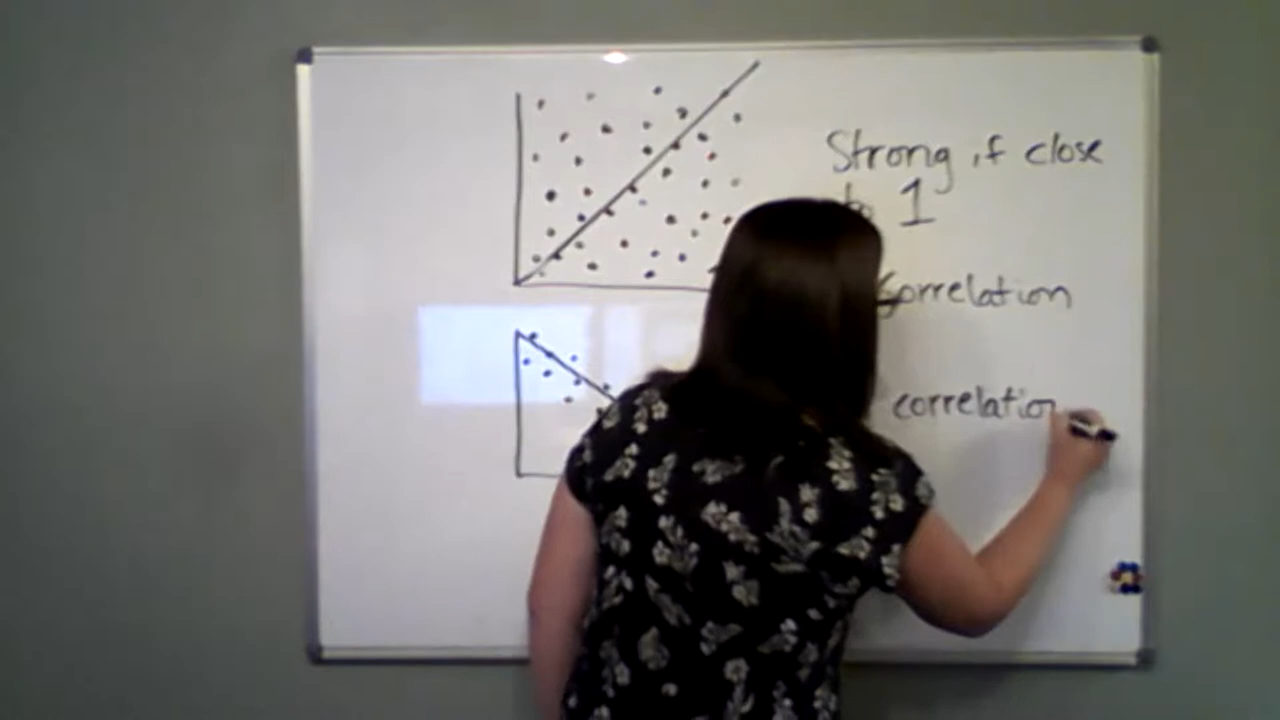 Strong if close
to 1
correlation
correlation